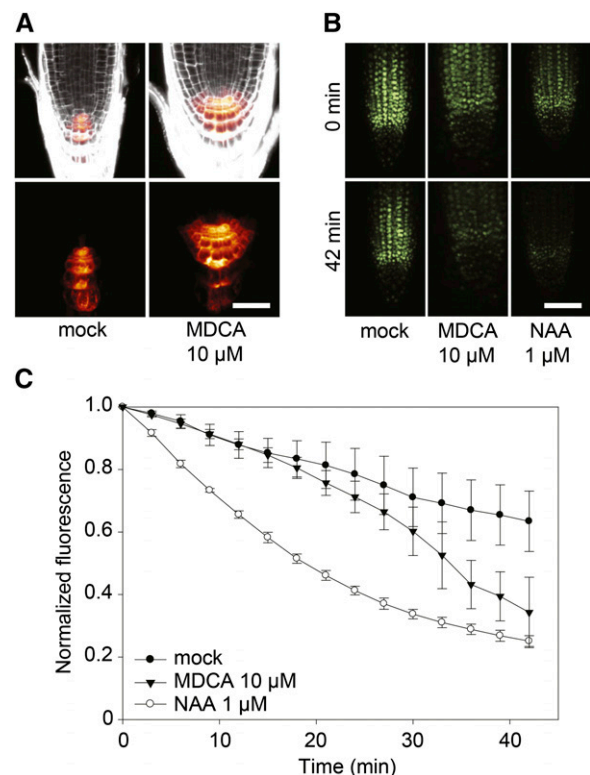 A
B
0 min
42 min
mock
MDCA
10 µM
mock
MDCA
10 µM
NAA
1 µM
C
1.0
0.8
0.6
0.4
0.2
0
Normalized fluorescence
mock
MDCA 10 µM
NAA 1 µM
0
10
20
30
40
Time (min)